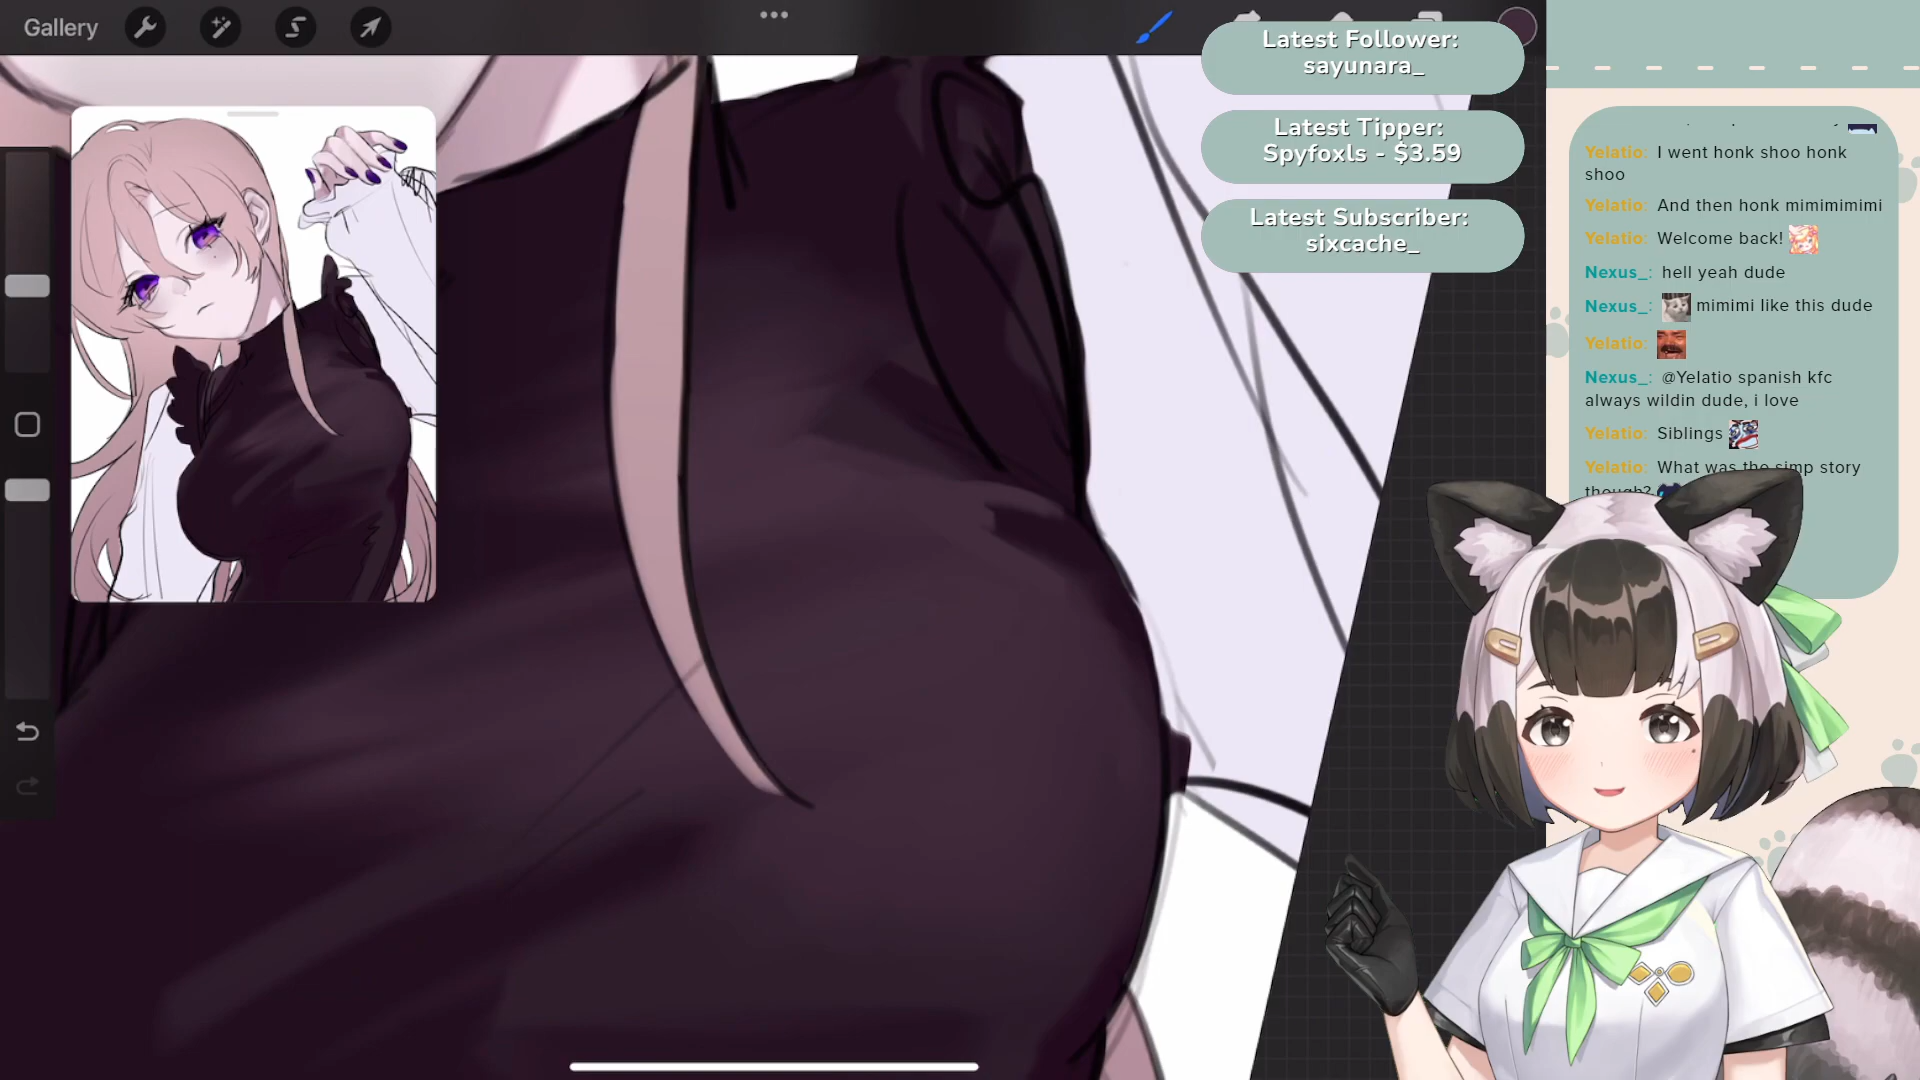 Gallery
Latest Follower:
sayunara_
Latest Tipper:
Spyfoxls - $3.59
Latest Subscriber:
sixcache_
Yelatio: I went honk shoo honk
shoo
Yelatio: And then honk mimimimimi
Yelatio: Welcome back!
Nexus_: hell yeah dude
Nexus_: mimimi like this dude
Yelatio:
Nexus_: @Yelatio spanish kfc
always wildin dude, i love
Yelatio: Siblings
Yelatio: What was the simp story
though?